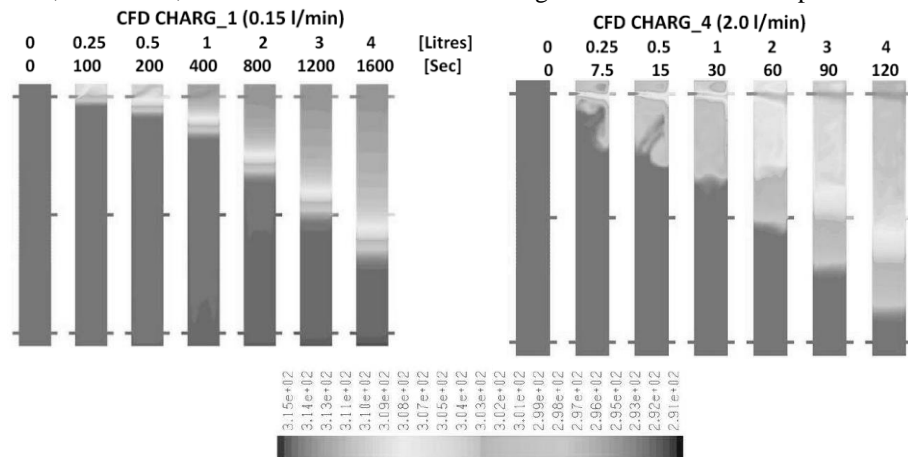 CFD CHARG_1 (0.15 l/min)
0 0.25 0.5 1 2 3 4 [Litres]
0 100 200 400 800 1200 1600 [Sec]
CFD CHARG_4 (2.0 l/min)
0 0.25 0.5 1 2 3 4
0 7.5 15 30 60 90 120
3.15e+02
3.14e+02
3.13e+02
3.11e+02
3.10e+02
3.09e+02
3.08e+02
3.07e+02
3.05e+02
3.04e+02
3.03e+02
3.02e+02
3.01e+02
2.99e+02
2.98e+02
2.97e+02
2.96e+02
2.95e+02
2.93e+02
2.92e+02
2.91e+02